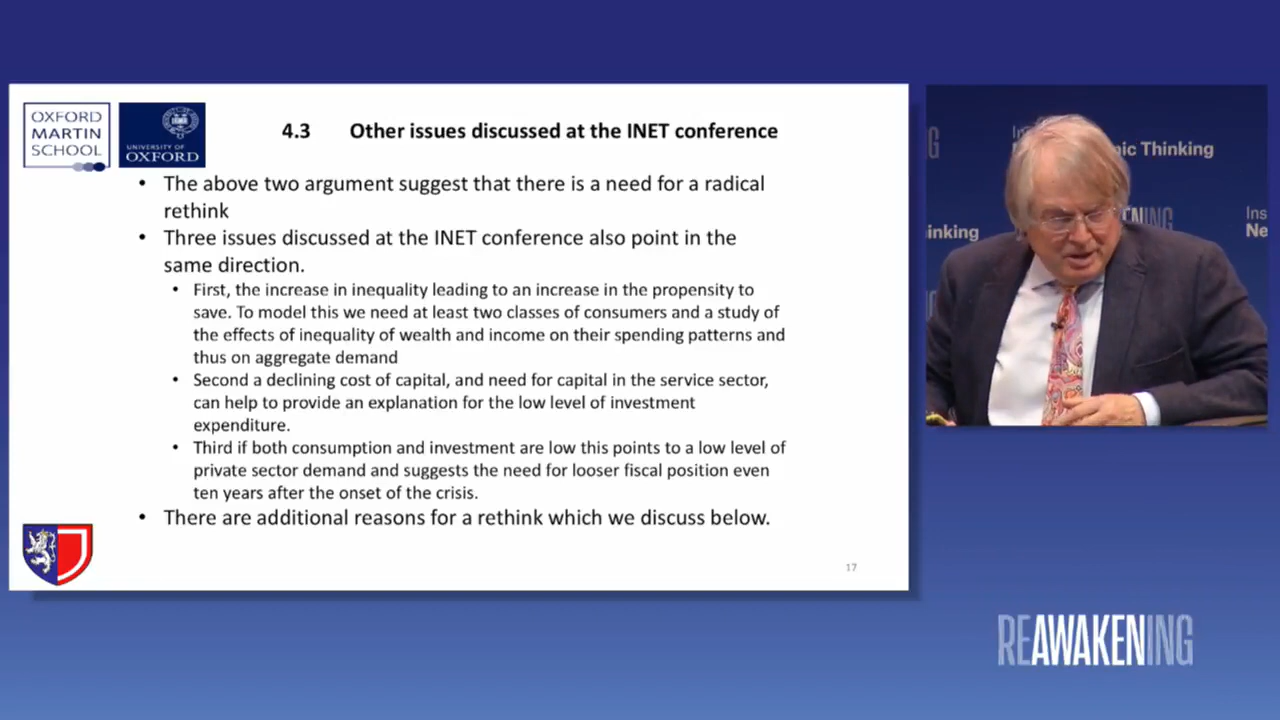 OXFORD
MARTIN
SCHOOL
UNIVERSITY OF
OXFORD
4.3 Other issues discussed at the INET conference
• The above two argument suggest that there is a need for a radical
rethink
• Three issues discussed at the INET conference also point in the
same direction.
• First, the increase in inequality leading to an increase in the propensity to
save. To model this we need at least two classes of consumers and a study of
the effects of inequality of wealth and income on their spending patterns and
thus on aggregate demand
• Second a declining cost of capital, and need for capital in the service sector,
can help to provide an explanation for the low level of investment
expenditure.
• Third if both consumption and investment are low this points to a low level of
private sector demand and suggests the need for looser fiscal position even
ten years after the onset of the crisis.
• There are additional reasons for a rethink which we discuss below.
17
Ins
ic Thinking
G
ENING
inking
Ins
Ne
REAWAKENING